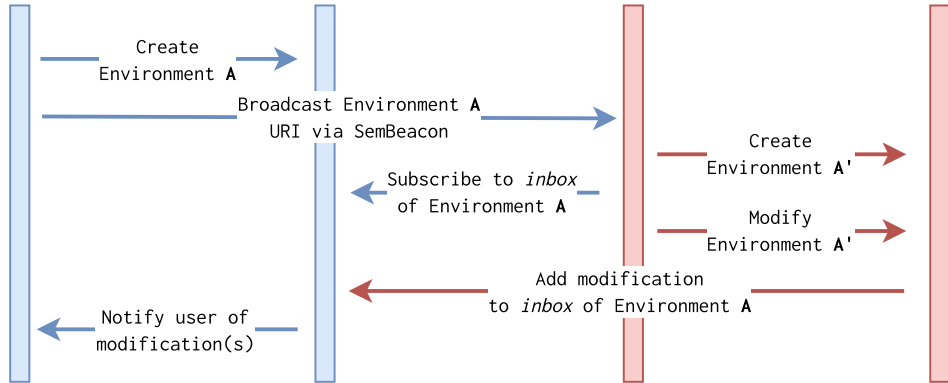 Create
Environment A
Broadcast Environment A
URI via SemBeacon
Create
Environment A'
Subscribe to inbox
of Environment A
Modify
Environment A'
Add modification
to inbox of Environment A
Notify user of
modification(s)